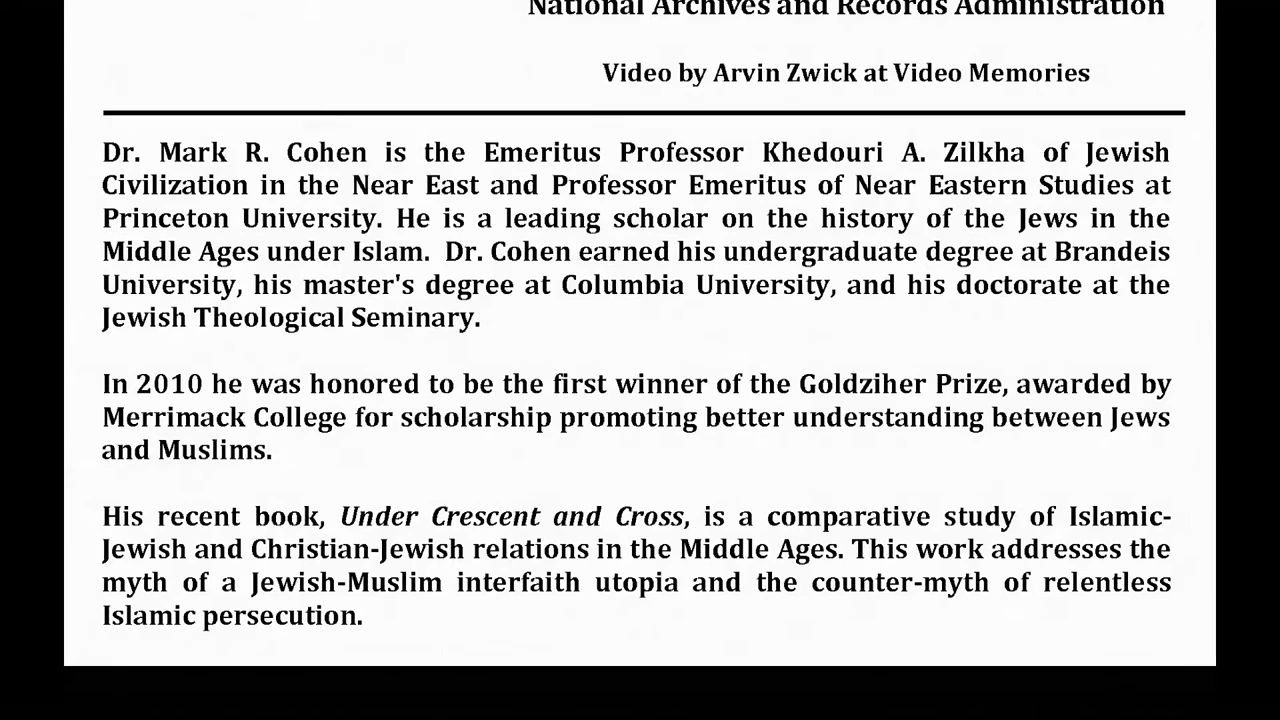 National Archives and Records Administration
Video by Arvin Zwick at Video Memories
Dr. Mark R. Cohen is the Emeritus Professor Khedouri A. Zilkha of Jewish
Civilization in the Near East and Professor Emeritus of Near Eastern Studies at
Princeton University. He is a leading scholar on the history of the Jews in the
Middle Ages under Islam. Dr. Cohen earned his undergraduate degree at Brandeis
University, his master's degree at Columbia University, and his doctorate at the
Jewish Theological Seminary.
In 2010 he was honored to be the first winner of the Goldziher Prize, awarded by
Merrimack College for scholarship promoting better understanding between Jews
and Muslims.
His recent book, Under Crescent and Cross, is a comparative study of Islamic-
Jewish and Christian-Jewish relations in the Middle Ages. This work addresses the
myth of a Jewish-Muslim interfaith utopia and the counter-myth of relentless
Islamic persecution.